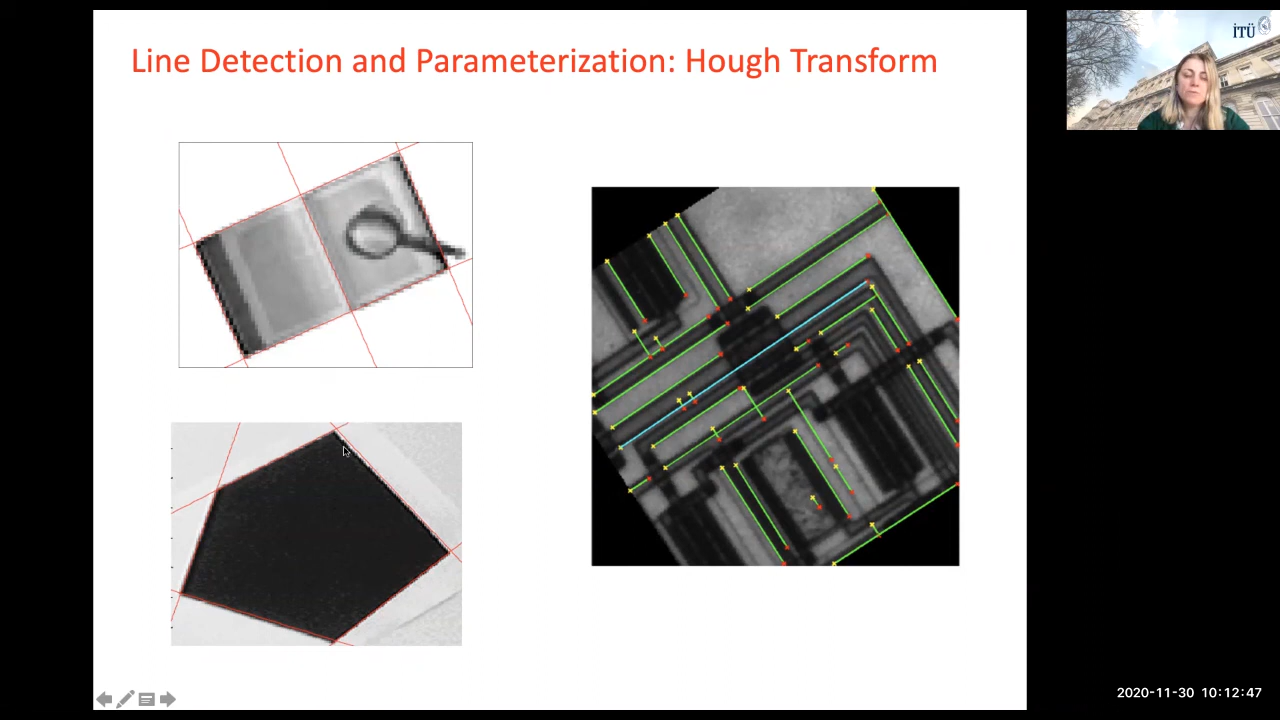 Line Detection and Parameterization: Hough Transform
İTÜ
2020-11-30 10:12:47